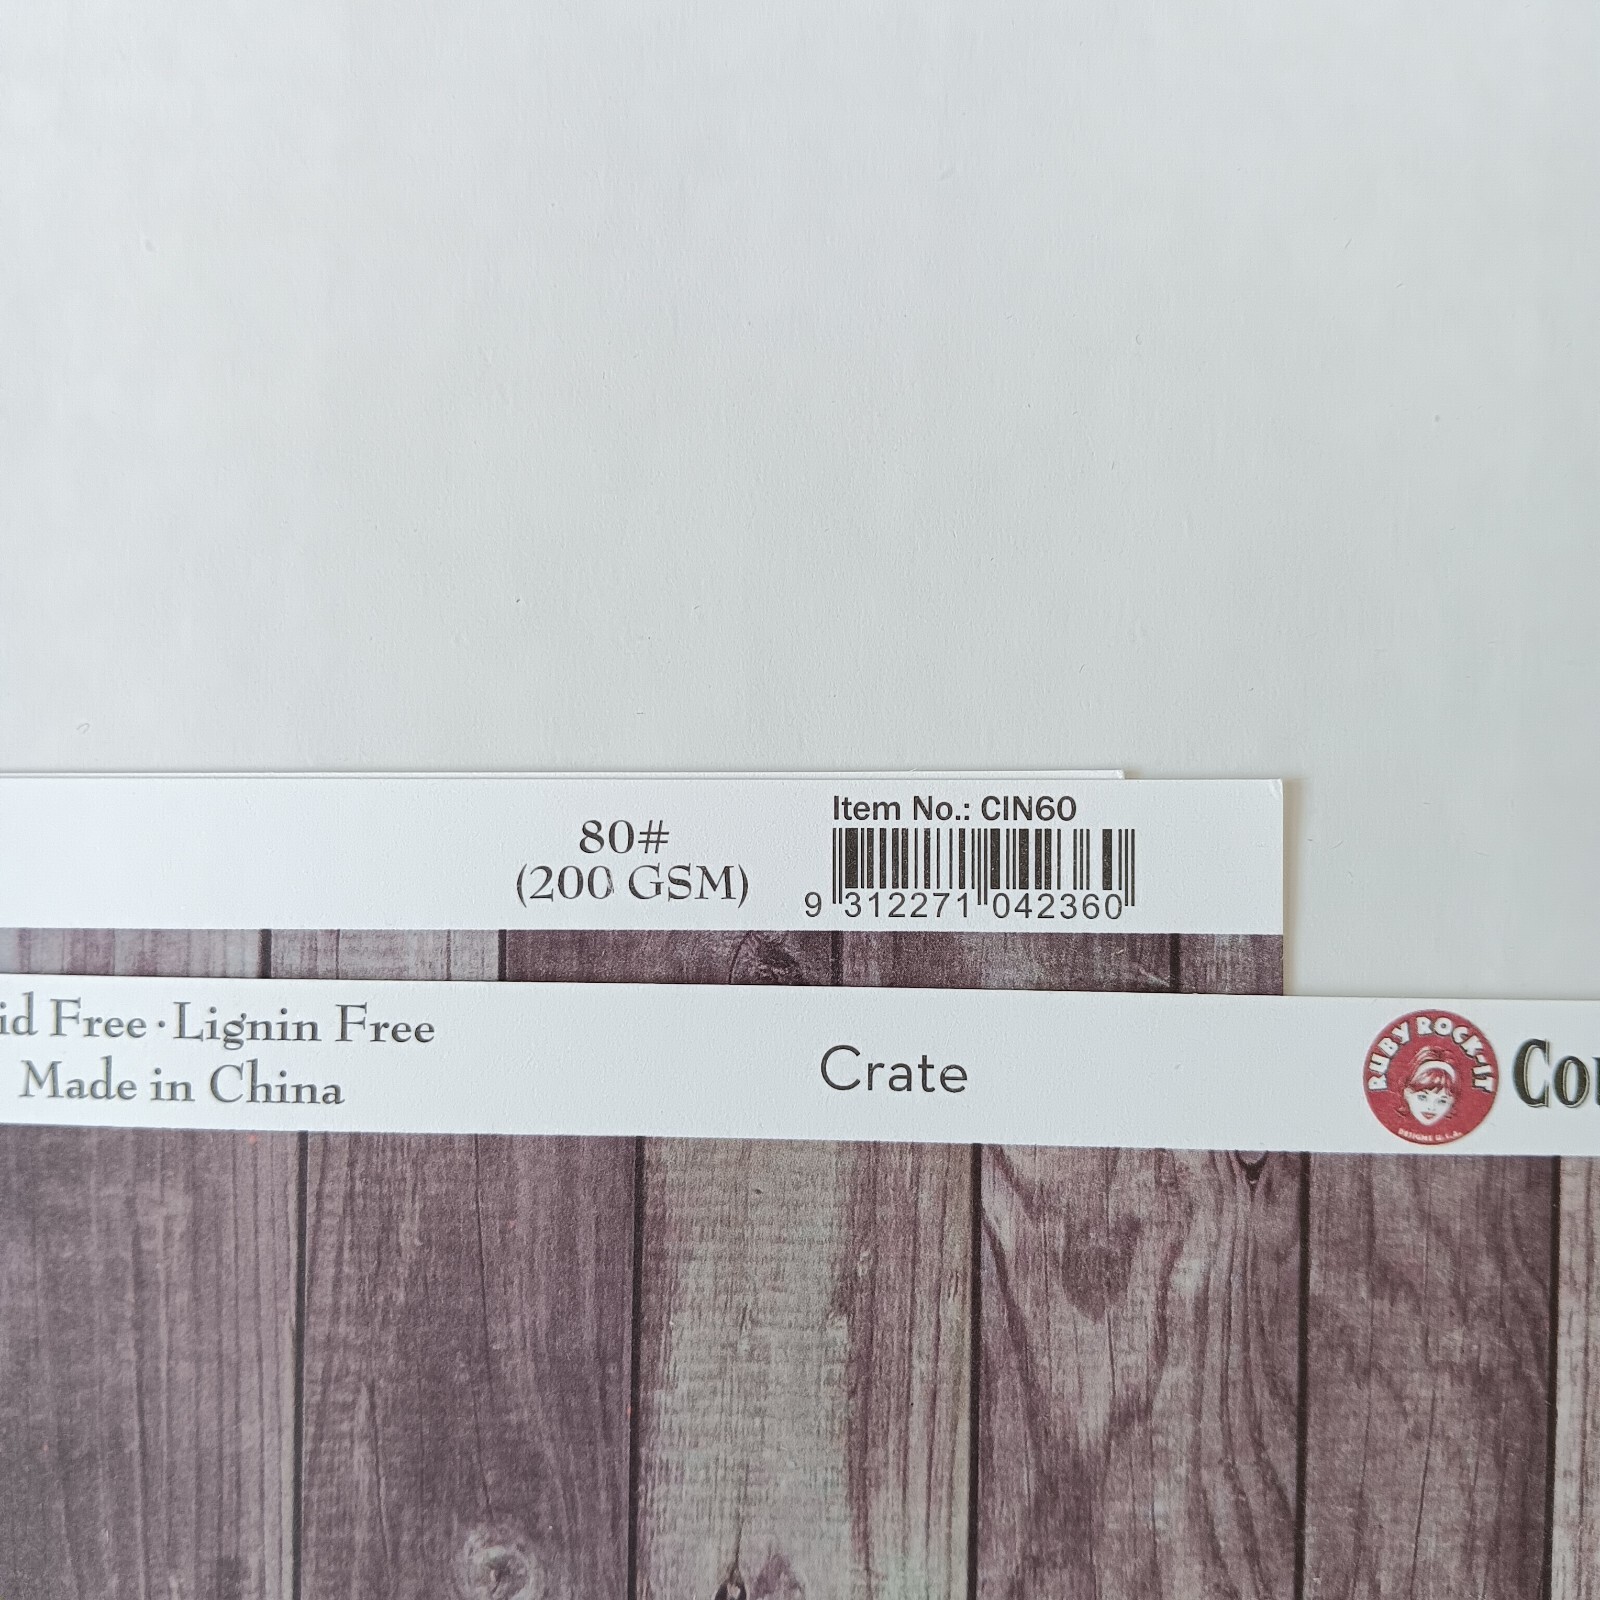 Item No.: CIN60
80#
(200 GSM)
9 312271 042360
Free · Lignin Free
Made in China
Crate
RUBY ROCK-IT